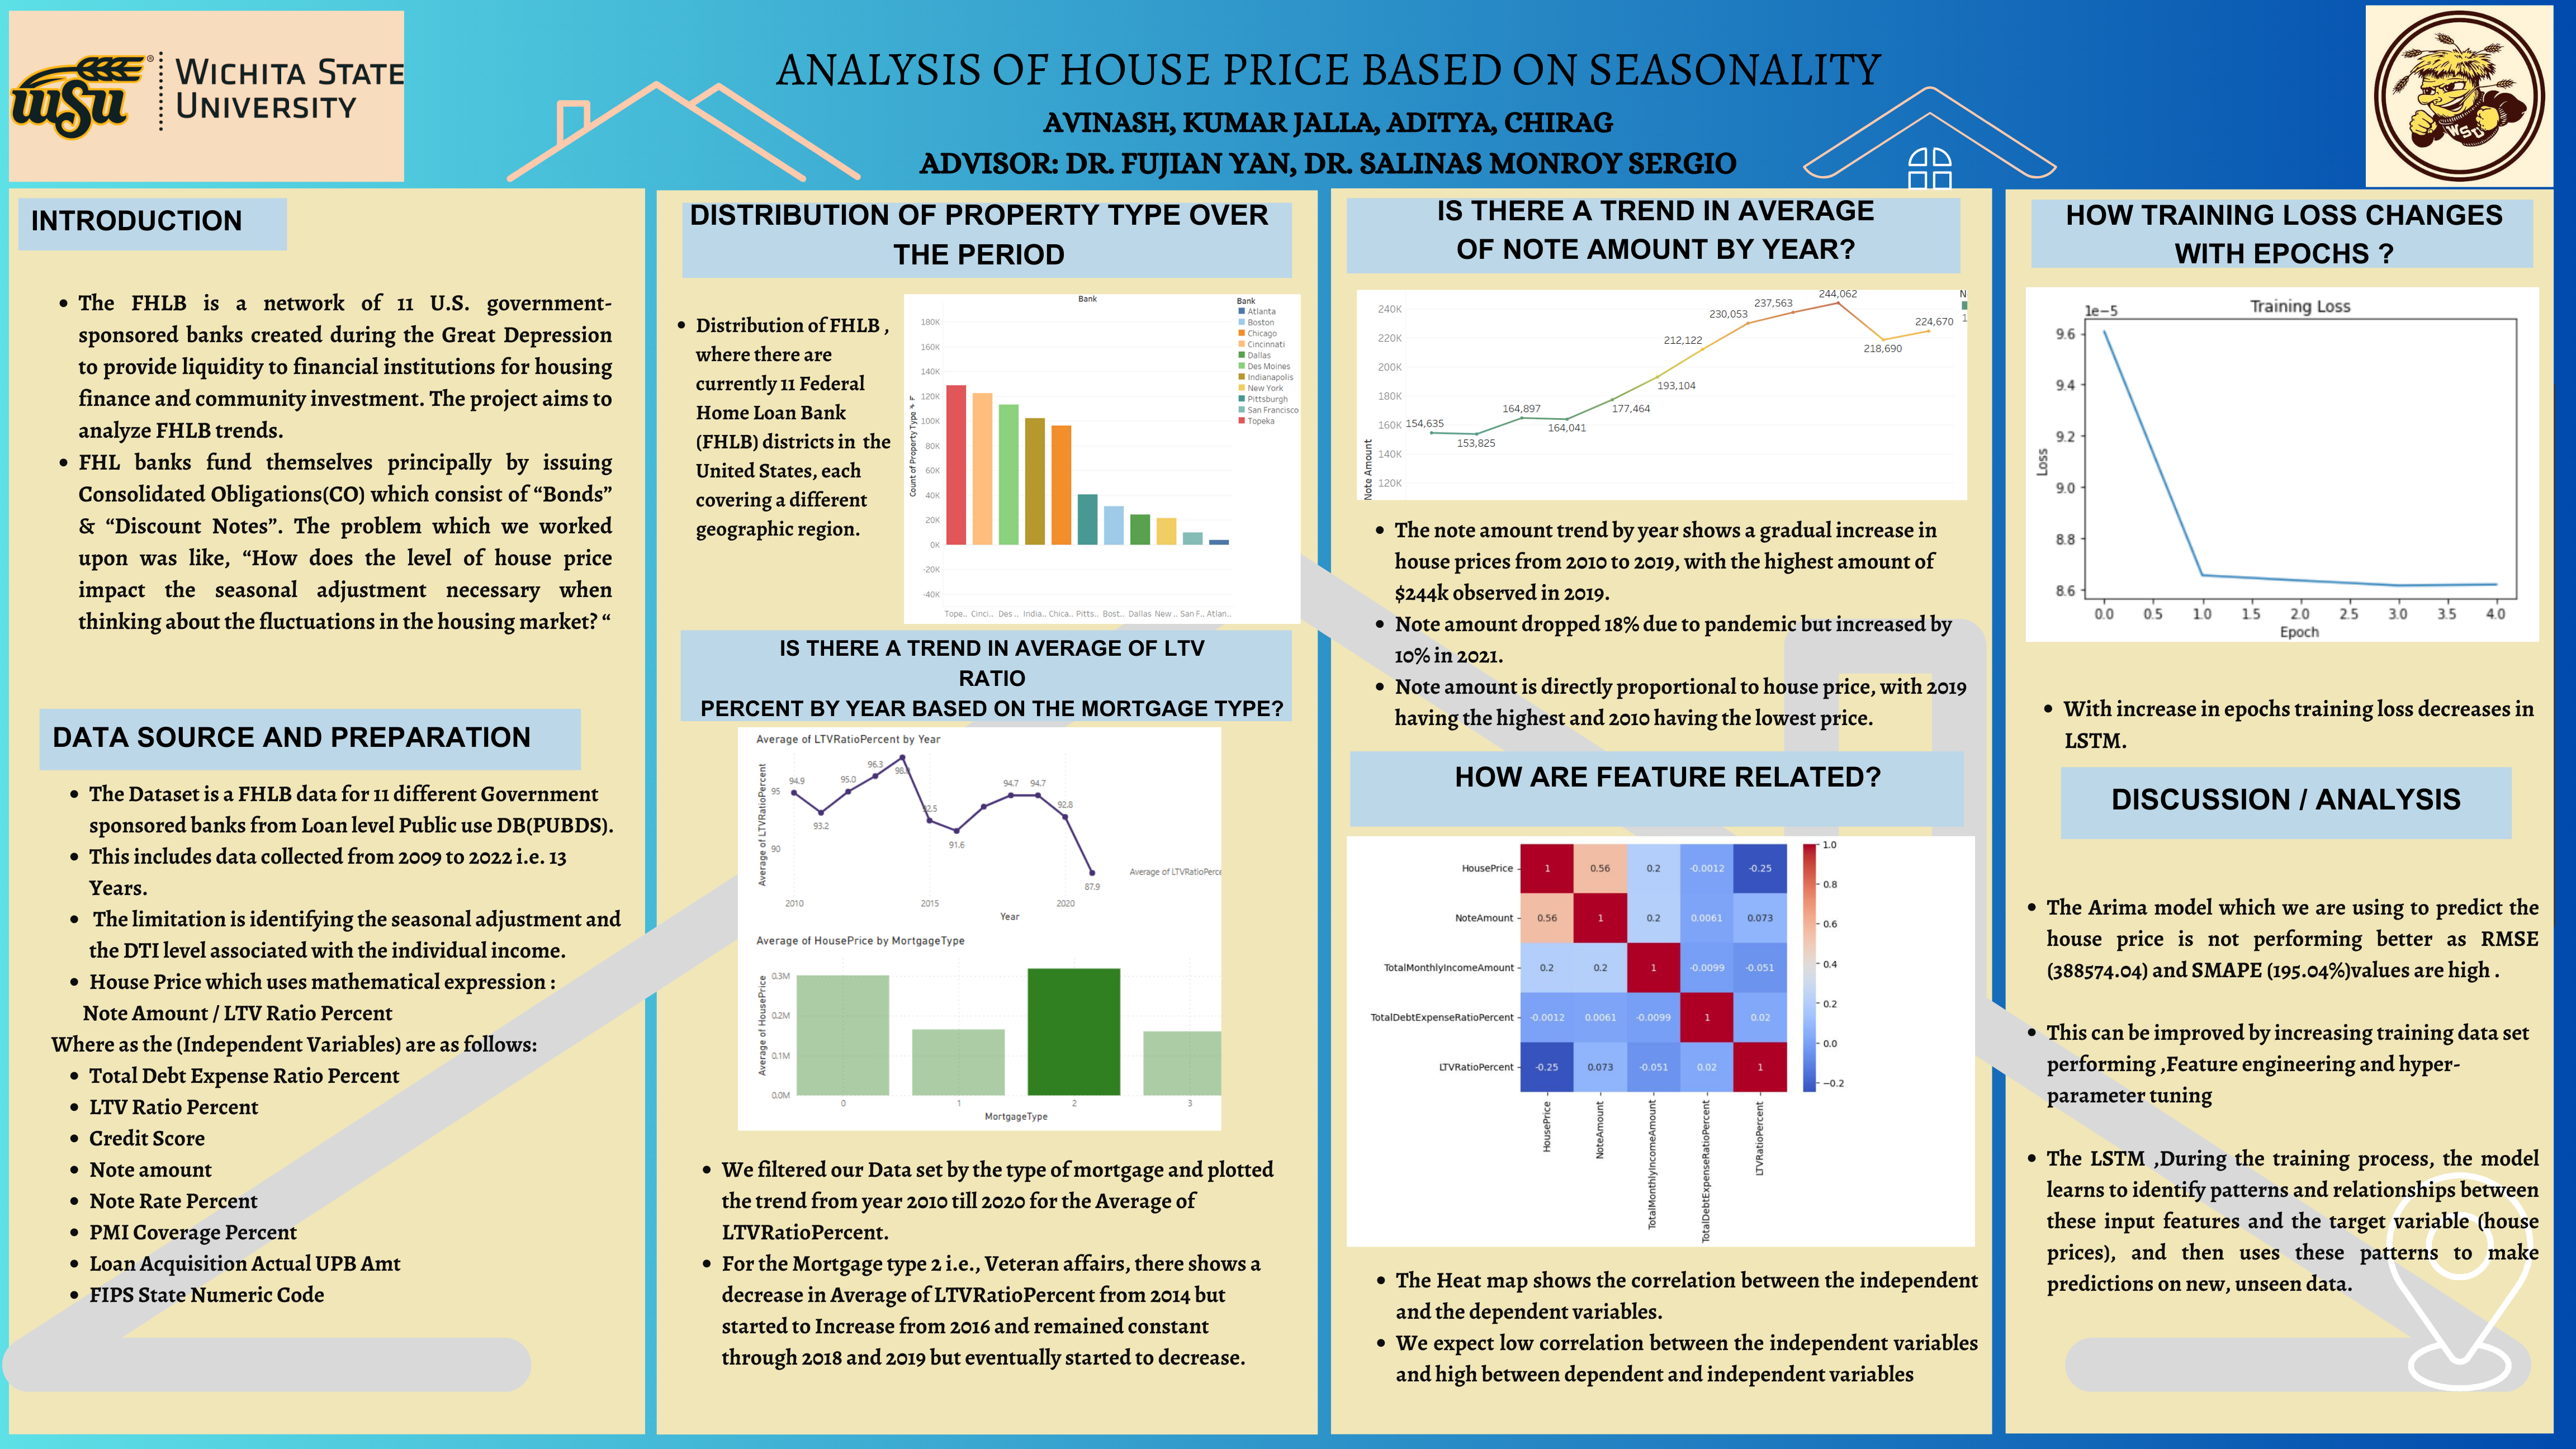 WSU
WICHITA STATE
UNIVERSITY
ANALYSIS OF HOUSE PRICE BASED ON SEASONALITY
AVINASH, KUMAR JALLA, ADITYA, CHIRAG
ADVISOR: DR. FUJIAN YAN, DR. SALINAS MONROY SERGIO
WSU
INTRODUCTION
• The FHLB is a network of 11 U.S. government-
sponsored banks created during the Great Depression
to provide liquidity to financial institutions for housing
finance and community investment. The project aims to
analyze FHLB trends.
• FHL banks fund themselves principally by issuing
Consolidated Obligations(CO) which consist of “Bonds”
& “Discount Notes”. The problem which we worked
upon was like, “How does the level of house price
impact the seasonal adjustment necessary when
thinking about the fluctuations in the housing market? “
DATA SOURCE AND PREPARATION
• The Dataset is a FHLB data for 11 different Government
sponsored banks from Loan level Public use DB(PUBDS).
• This includes data collected from 2009 to 2022 i.e. 13
Years.
• The limitation is identifying the seasonal adjustment and
the DTI level associated with the individual income.
• House Price which uses mathematical expression :
Note Amount / LTV Ratio Percent
Where as the (Independent Variables) are as follows:
• Total Debt Expense Ratio Percent
• LTV Ratio Percent
• Credit Score
• Note amount
• Note Rate Percent
• PMI Coverage Percent
• Loan Acquisition Actual UPB Amt
• FIPS State Numeric Code
DISTRIBUTION OF PROPERTY TYPE OVER
THE PERIOD
• Distribution of FHLB ,
where there are
currently 11 Federal
Home Loan Bank
(FHLB) districts in the
United States, each
covering a different
geographic region.
Bank
Count of Property Type
180K
160K
140K
120K
100K
80K
60K
40K
20K
0K
-20K
-40K
Tope.. Cinci.. Des .. India.. Chica.. Pitts.. Bost.. Dallas New .. San F.. Atlan..
Bank
Atlanta
Boston
Chicago
Cincinnati
Dallas
Des Moines
Indianapolis
New York
Pittsburgh
San Francisco
Topeka
IS THERE A TREND IN AVERAGE OF LTV
RATIO
PERCENT BY YEAR BASED ON THE MORTGAGE TYPE?
Average of LTVRatioPercent by Year
Average of LTVRatioPercent
95
90
94.9
93.2
95.0
96.3
92.5
91.6
94.7
94.7
92.8
87.9
Average of LTVRatioPerce
2010 2015 2020
Year
Average of HousePrice by MortgageType
Average of HousePrice
0.3M
0.2M
0.1M
0.0M
0 1 2 3
MortgageType
• We filtered our Data set by the type of mortgage and plotted
the trend from year 2010 till 2020 for the Average of
LTVRatioPercent.
• For the Mortgage type 2 i.e., Veteran affairs, there shows a
decrease in Average of LTVRatioPercent from 2014 but
started to Increase from 2016 and remained constant
through 2018 and 2019 but eventually started to decrease.
IS THERE A TREND IN AVERAGE
OF NOTE AMOUNT BY YEAR?
Note Amount
240K
220K
200K
180K
160K
140K
120K
154,635
153,825
164,897
164,041
177,464
193,104
212,122
230,053
237,563
244,062
218,690
224,670
N
1
• The note amount trend by year shows a gradual increase in
house prices from 2010 to 2019, with the highest amount of
$244k observed in 2019.
• Note amount dropped 18% due to pandemic but increased by
10% in 2021.
• Note amount is directly proportional to house price, with 2019
having the highest and 2010 having the lowest price.
HOW ARE FEATURE RELATED?
HousePrice 1 0.56 0.2 -0.0012 -0.25
NoteAmount 0.56 1 0.2 0.0061 0.073
TotalMonthlyIncomeAmount 0.2 0.2 1 -0.0099 -0.051
TotalDebtExpenseRatioPercent -0.0012 0.0061 -0.0099 1 0.02
LTVRatioPercent -0.25 0.073 -0.051 0.02 1
HousePrice
NoteAmount
TotalMonthlyIncomeAmount
TotalDebtExpenseRatioPercent
LTVRatioPercent
1.0
0.8
0.6
0.4
0.2
0.0
−0.2
• The Heat map shows the correlation between the independent
and the dependent variables.
• We expect low correlation between the independent variables
and high between dependent and independent variables
HOW TRAINING LOSS CHANGES
WITH EPOCHS ?
1e−5
Training Loss
Loss
9.6
9.4
9.2
9.0
8.8
8.6
0.0 0.5 1.0 1.5 2.0 2.5 3.0 3.5 4.0
Epoch
• With increase in epochs training loss decreases in
LSTM.
DISCUSSION / ANALYSIS
• The Arima model which we are using to predict the
house price is not performing better as RMSE
(388574.04) and SMAPE (195.04%)values are high .
• This can be improved by increasing training data set
performing ,Feature engineering and hyper-
parameter tuning
• The LSTM ,During the training process, the model
learns to identify patterns and relationships between
these input features and the target variable (house
prices), and then uses these patterns to make
predictions on new, unseen data.